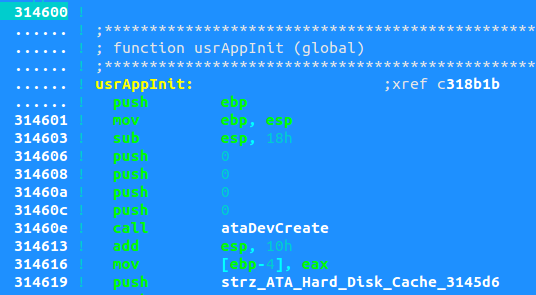 314600 !
...... ! ;************************************************
...... ! ; function usrAppInit (global)
...... ! ;************************************************
...... ! usrAppInit: ;xref c318b1b
...... ! push ebp
314601 ! mov ebp, esp
314603 ! sub esp, 18h
314606 ! push 0
314608 ! push 0
31460a ! push 0
31460c ! push 0
31460e ! call ataDevCreate
314613 ! add esp, 10h
314616 ! mov [ebp-4], eax
314619 ! push strz_ATA_Hard_Disk_Cache_3145d6